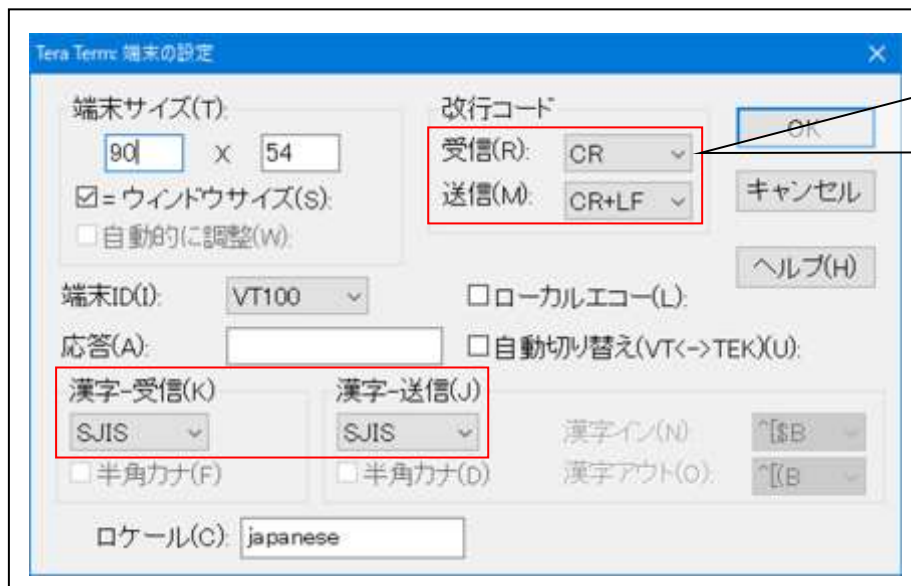 Tera Term: 端末の設定
端末サイズ(T):
90 X 54
= ウィンドウサイズ(S):
自動的に調整(W):
改行コード
受信(R): CR
送信(M): CR+LF
OK
キャンセル
ヘルプ(H)
端末ID(I): VT100
ローカルエコー(L):
応答(A):
自動切り替え(VT<->TEK)(U):
漢字-受信(K)
SJIS
半角カナ(F)
漢字-送信(J)
SJIS
半角カナ(D)
漢字イン(N): ^[$B
漢字アウト(O): ^[(B
ロケール(C): japanese